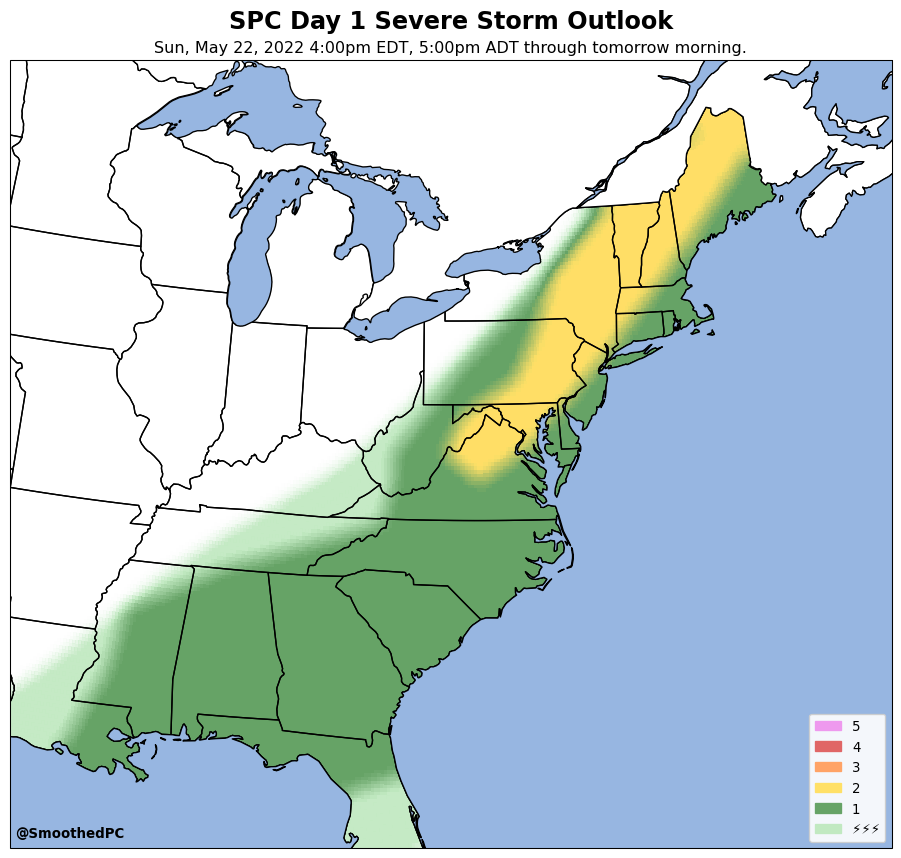 SPC Day 1 Severe Storm Outlook
Sun, May 22, 2022 4:00pm EDT, 5:00pm ADT through tomorrow morning.
5
4
3
2
1
⚡⚡⚡
@SmoothedPC